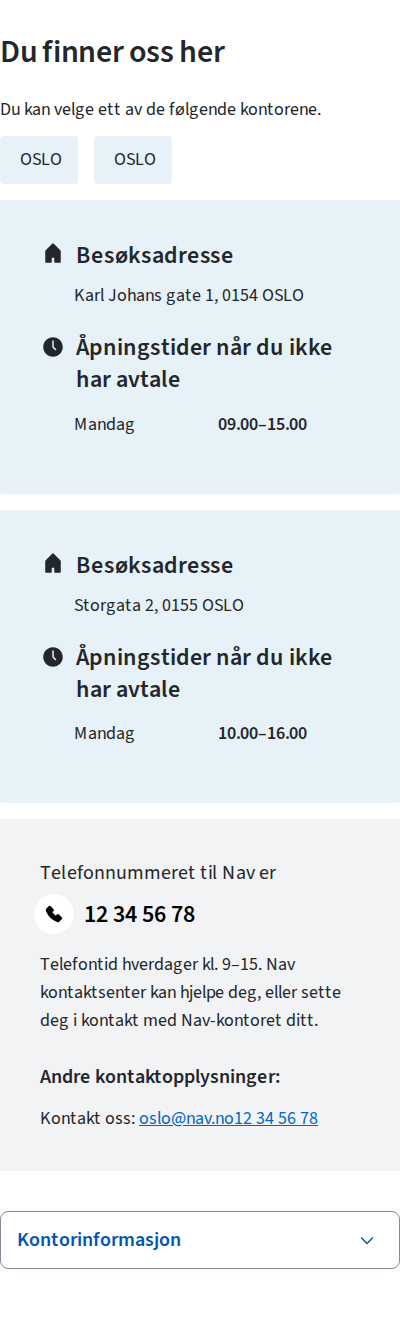 Du finner oss her
Du kan velge ett av de følgende kontorene.
OSLO OSLO
Besøksadresse
Karl Johans gate 1, 0154 OSLO
Åpningstider når du ikke
har avtale
Mandag 09.00–15.00
Besøksadresse
Storgata 2, 0155 OSLO
Åpningstider når du ikke
har avtale
Mandag 10.00–16.00
Telefonnummeret til Nav er
12 34 56 78
Telefontid hverdager kl. 9–15. Nav
kontaktsenter kan hjelpe deg, eller sette
deg i kontakt med Nav-kontoret ditt.
Andre kontaktopplysninger:
Kontakt oss: oslo@nav.no12 34 56 78
Kontorinformasjon